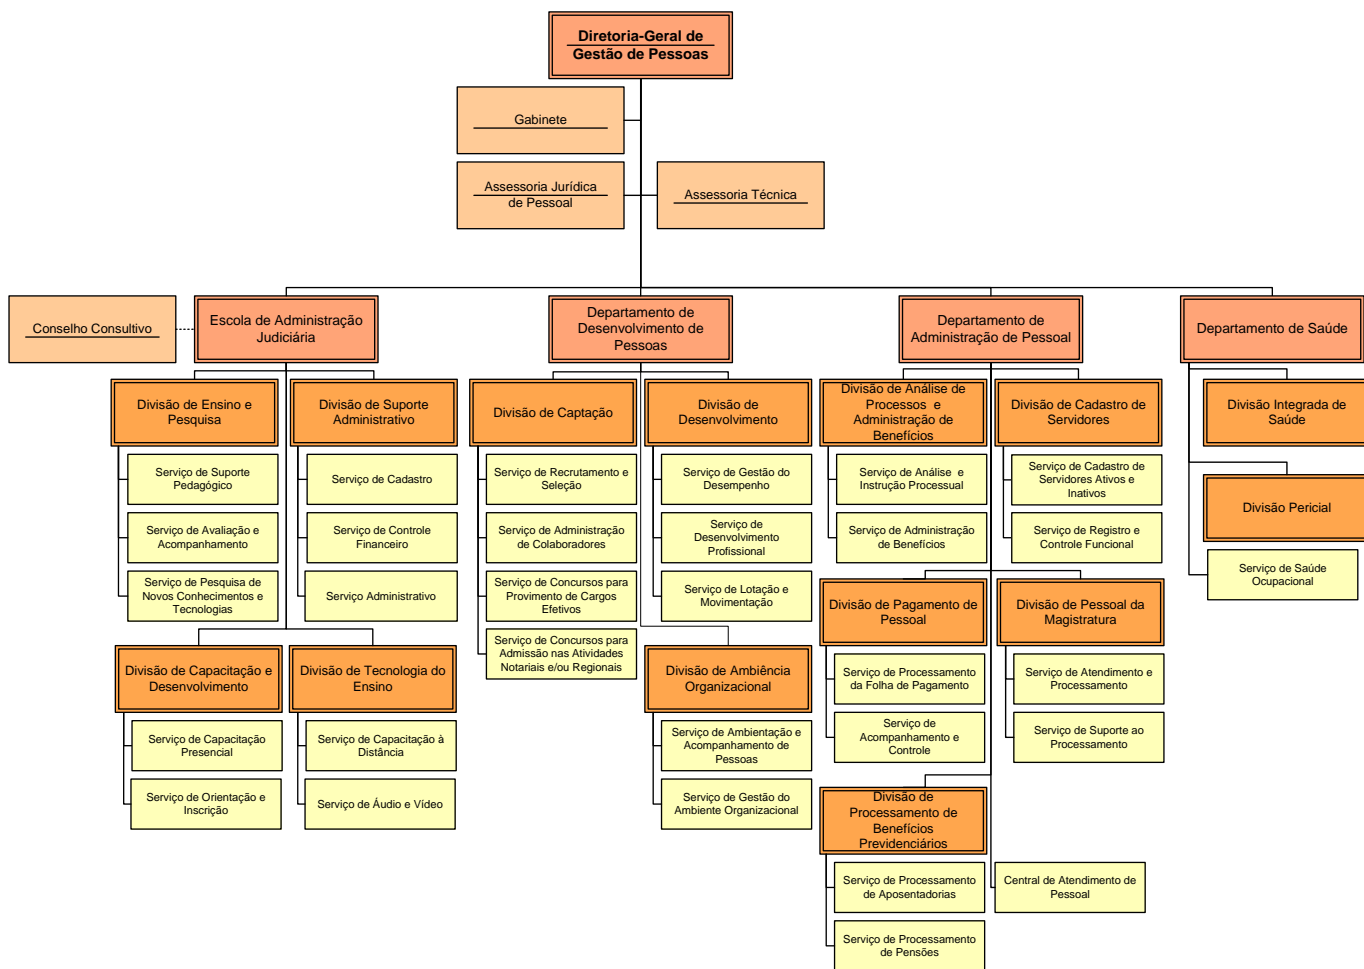 Diretoria-Geral de
Gestão de Pessoas
Gabinete
Assessoria Jurídica
de Pessoal
Assessoria Técnica
Conselho Consultivo
Escola de Administração
Judiciária
Departamento de
Desenvolvimento de
Pessoas
Departamento de
Administração de Pessoal
Departamento de Saúde
Divisão de Ensino e
Pesquisa
Serviço de Suporte
Pedagógico
Serviço de Avaliação e
Acompanhamento
Serviço de Pesquisa de
Novos Conhecimentos e
Tecnologias
Divisão de Suporte
Administrativo
Serviço de Cadastro
Serviço de Controle
Financeiro
Serviço Administrativo
Divisão de Capacitação e
Desenvolvimento
Serviço de Capacitação
Presencial
Serviço de Orientação e
Inscrição
Divisão de Tecnologia do
Ensino
Serviço de Capacitação à
Distância
Serviço de Áudio e Vídeo
Divisão de Captação
Serviço de Recrutamento e
Seleção
Serviço de Administração
de Colaboradores
Serviço de Concursos para
Provimento de Cargos
Efetivos
Serviço de Concursos para
Admissão nas Atividades
Notariais e/ou Regionais
Divisão de
Desenvolvimento
Serviço de Gestão do
Desempenho
Serviço de
Desenvolvimento
Profissional
Serviço de Lotação e
Movimentação
Divisão de Ambiência
Organizacional
Serviço de Ambientação e
Acompanhamento de
Pessoas
Serviço de Gestão do
Ambiente Organizacional
Divisão de Análise de
Processos e
Administração de
Benefícios
Serviço de Análise e
Instrução Processual
Serviço de Administração
de Benefícios
Divisão de Cadastro de
Servidores
Serviço de Cadastro de
Servidores Ativos e
Inativos
Serviço de Registro e
Controle Funcional
Divisão de Pagamento de
Pessoal
Serviço de Processamento
da Folha de Pagamento
Serviço de
Acompanhamento e
Controle
Divisão de Pessoal da
Magistratura
Serviço de Atendimento e
Processamento
Serviço de Suporte ao
Processamento
Divisão de
Processamento de
Benefícios
Previdenciários
Serviço de Processamento
de Aposentadorias
Serviço de Processamento
de Pensões
Central de Atendimento de
Pessoal
Divisão Integrada de
Saúde
Divisão Pericial
Serviço de Saúde
Ocupacional